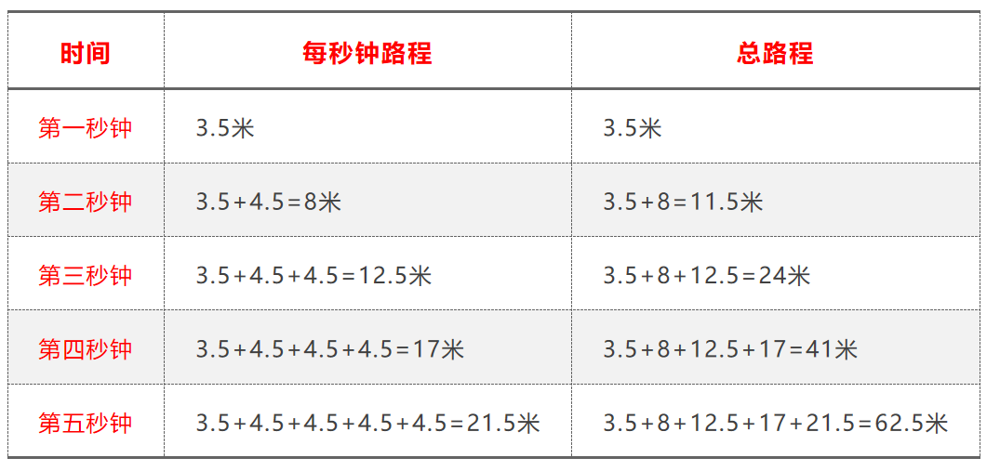 时间 每秒钟路程 总路程
第一秒钟 3.5米 3.5米
第二秒钟 3.5+4.5=8米 3.5+8=11.5米
第三秒钟 3.5+4.5+4.5=12.5米 3.5+8+12.5=24米
第四秒钟 3.5+4.5+4.5+4.5=17米 3.5+8+12.5+17=41米
第五秒钟 3.5+4.5+4.5+4.5+4.5=21.5米 3.5+8+12.5+17+21.5=62.5米